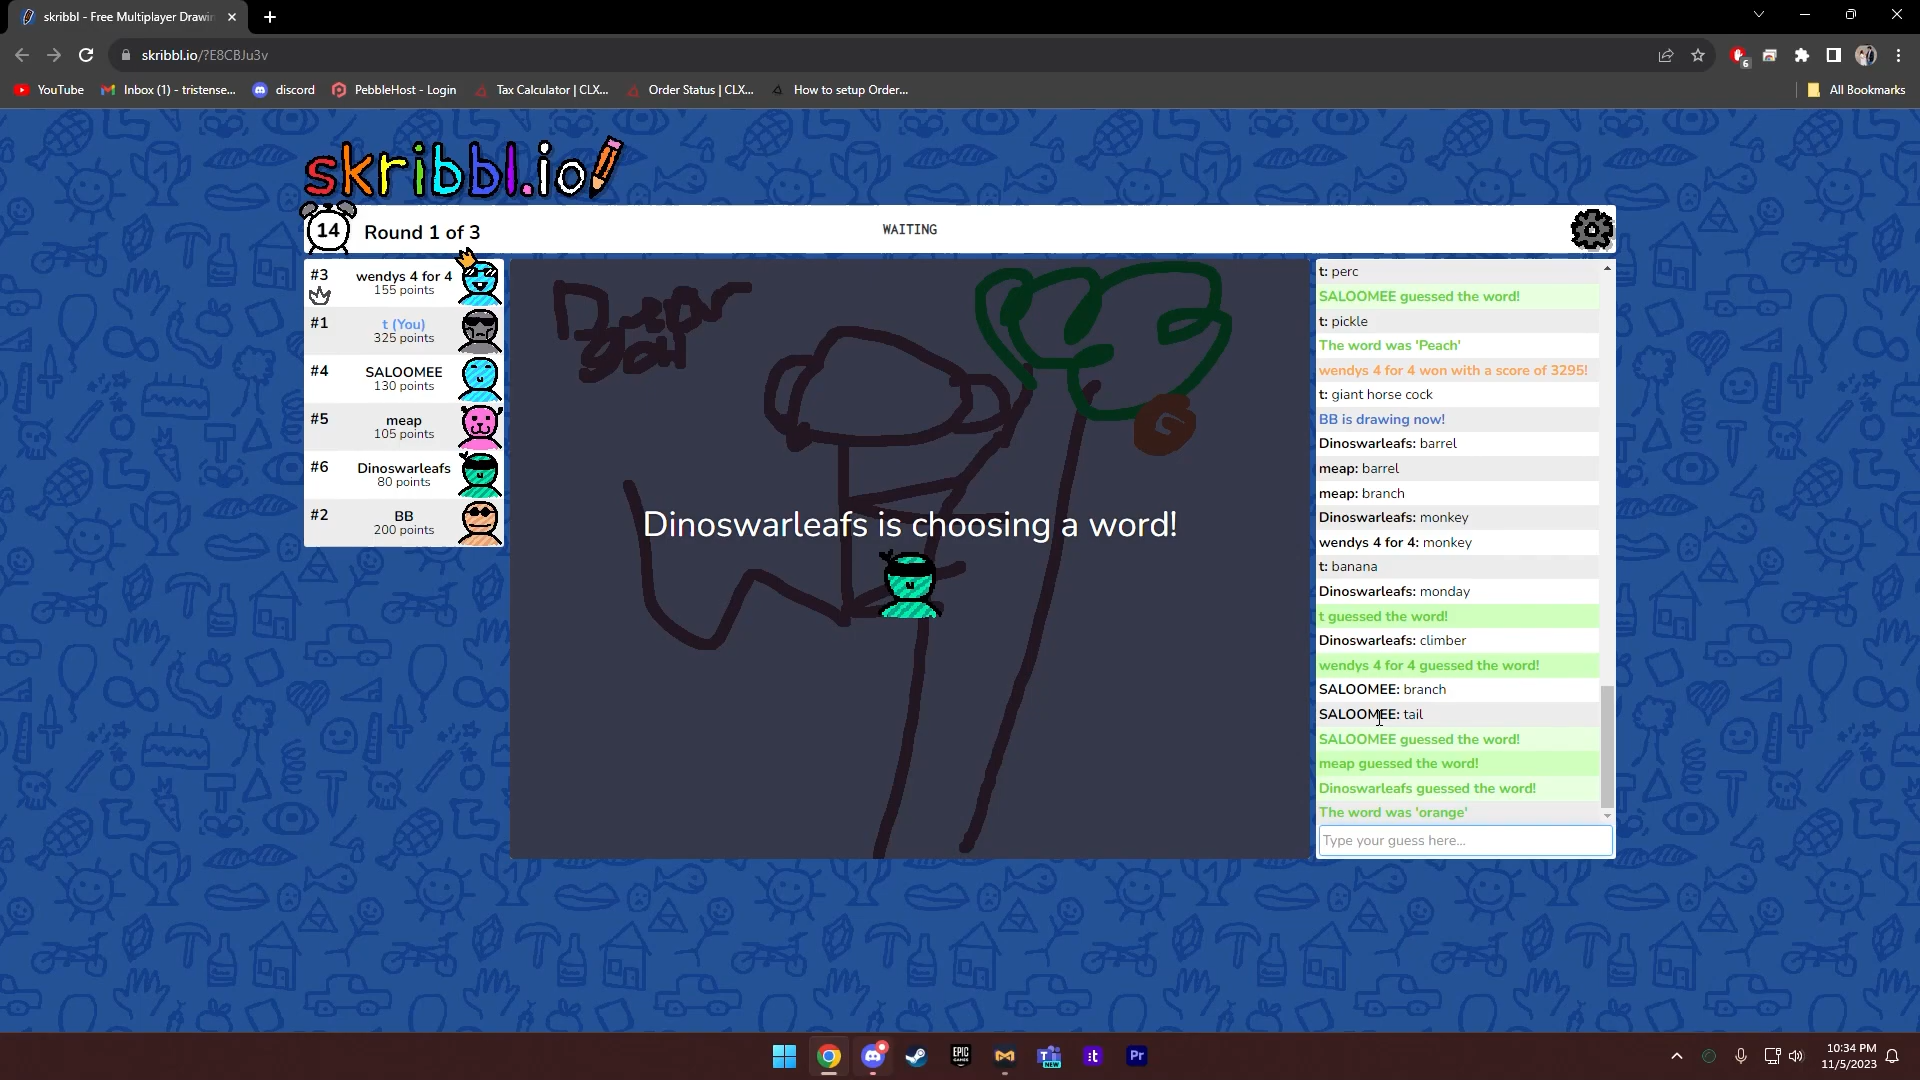 skribbl - Free Multiplayer Drawin
skribbl.io/?E8CBJu3v
6
YouTube
Inbox (1) - tristense...
discord
PebbleHost - Login
Tax Calculator | CLX...
Order Status | CLX...
How to setup Order...
All Bookmarks
skribbl.io
14
Round 1 of 3
WAITING
#3
wendys 4 for 4
155 points
#1
t (You)
325 points
#4
SALOOMEE
130 points
#5
meap
105 points
#6
Dinoswarleafs
80 points
#2
BB
200 points
Dinoswarleafs is choosing a word!
t: perc
SALOOMEE guessed the word!
t: pickle
The word was 'Peach'
wendys 4 for 4 won with a score of 3295!
t: giant horse cock
BB is drawing now!
Dinoswarleafs: barrel
meap: barrel
meap: branch
Dinoswarleafs: monkey
wendys 4 for 4: monkey
t: banana
Dinoswarleafs: monday
t guessed the word!
Dinoswarleafs: climber
wendys 4 for 4 guessed the word!
SALOOMEE: branch
SALOOMEE: tail
SALOOMEE guessed the word!
meap guessed the word!
Dinoswarleafs guessed the word!
The word was 'orange'
Type your guess here...
EPIC GAMES
NEW
:t
Pr
10:34 PM
11/5/2023